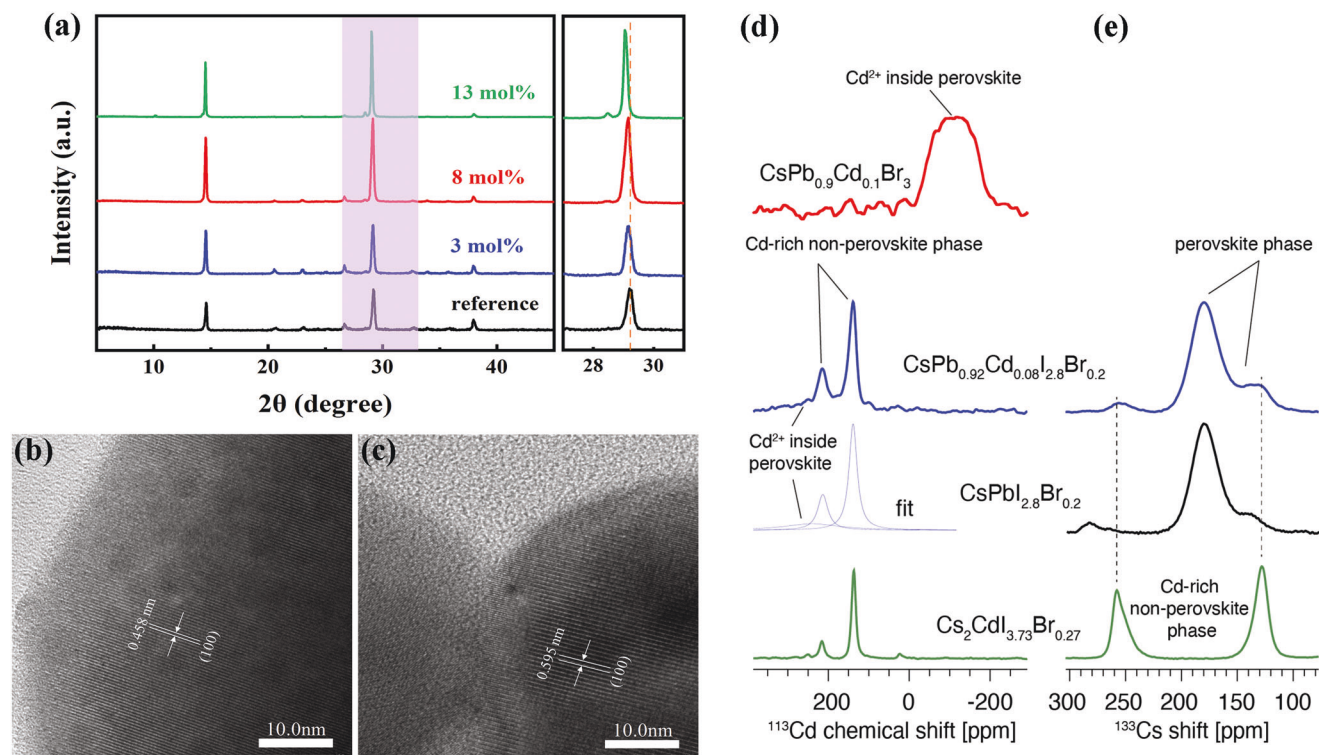 (a)
Intensity (a.u.)
13 mol%
8 mol%
3 mol%
reference
10 20 30 40
28 30
2θ (degree)
(b)
0.458 nm
(100)
10.0nm
(c)
0.595 nm
(100)
10.0nm
(d)
Cd²⁺ inside perovskite
CsPb₀.₉Cd₀.₁Br₃
Cd-rich non-perovskite phase
CsPb₀.₉₂Cd₀.₀₈I₂.₈Br₀.₂
Cd²⁺ inside
perovskite
fit
CsPbI₂.₈Br₀.₂
Cs₂CdI₃.₇₃Br₀.₂₇
200 0 -200
¹¹³Cd chemical shift [ppm]
(e)
perovskite phase
Cd-rich
non-perovskite
phase
300 250 200 150 100
¹³³Cs shift [ppm]